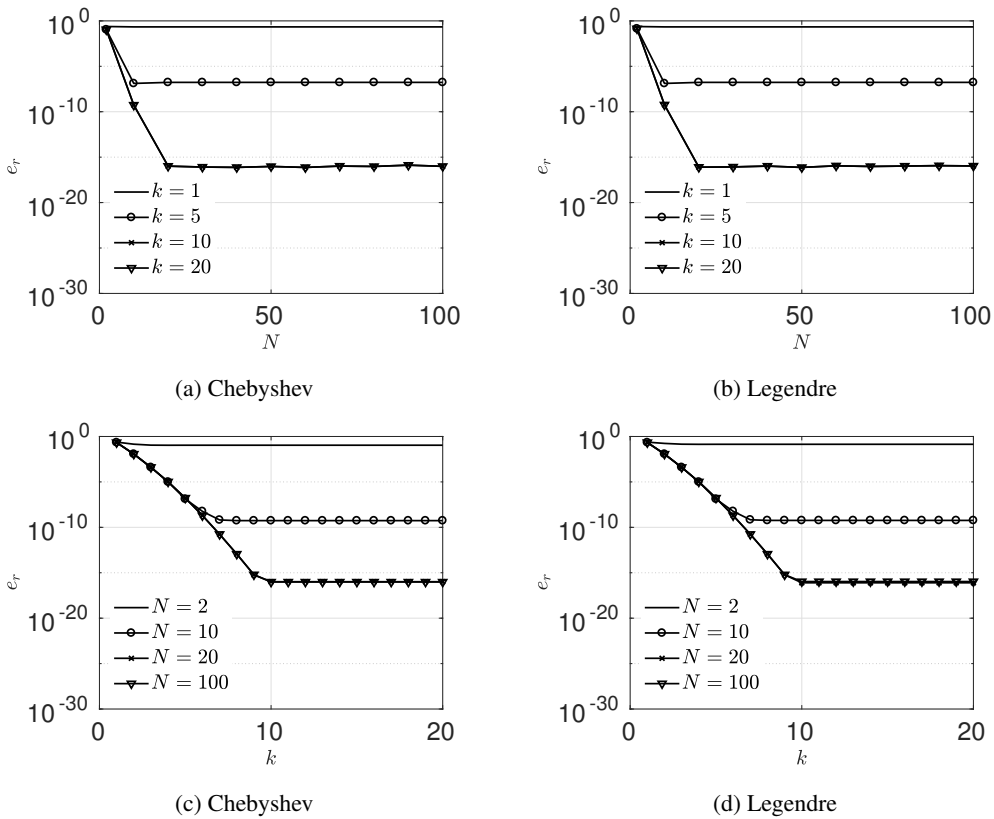 10^0
10^-10
10^-20
10^-30
e_r
k = 1
k = 5
k = 10
k = 20
0 50 100
N
(a) Chebyshev
10^0
10^-10
10^-20
10^-30
e_r
k = 1
k = 5
k = 10
k = 20
0 50 100
N
(b) Legendre
10^0
10^-10
10^-20
10^-30
e_r
N = 2
N = 10
N = 20
N = 100
0 10 20
k
(c) Chebyshev
10^0
10^-10
10^-20
10^-30
e_r
N = 2
N = 10
N = 20
N = 100
0 10 20
k
(d) Legendre